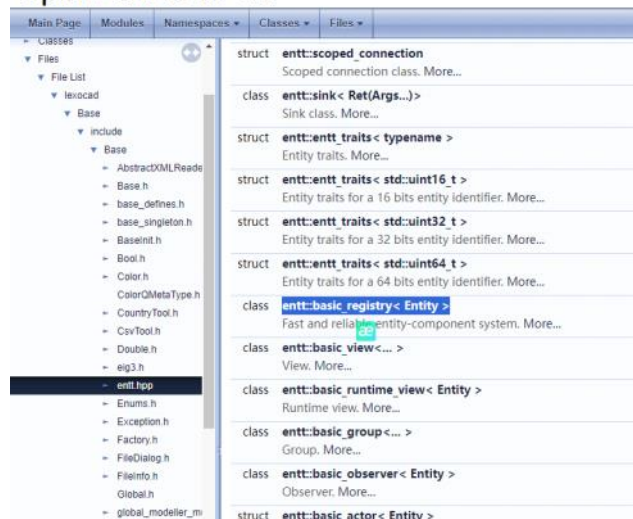 Main Page
Modules
Namespaces
Classes
Files
Classes
Files
File List
lexocad
Base
include
Base
AbstractXMLReade
Base.h
base_defines.h
base_singleton.h
BaseInit.h
Bool.h
Color.h
ColorQMetaType.h
CountryTool.h
CsvTool.h
Double.h
eig3.h
entt.hpp
Enums.h
Exception.h
Factory.h
FileDialog.h
FileInfo.h
Global.h
global_modeller_m
struct entt::scoped_connection
Scoped connection class. More...
class entt::sink< Ret(Args...)>
Sink class. More...
struct entt::entt_traits< typename >
Entity traits. More...
struct entt::entt_traits< std::uint16_t >
Entity traits for a 16 bits entity identifier. More...
struct entt::entt_traits< std::uint32_t >
Entity traits for a 32 bits entity identifier. More...
struct entt::entt_traits< std::uint64_t >
Entity traits for a 64 bits entity identifier. More...
class entt::basic_registry< Entity >
Fast and reliable entity-component system. More...
æ
class entt::basic_view<... >
View. More...
class entt::basic_runtime_view< Entity >
Runtime view. More...
class entt::basic_group<... >
Group. More...
class entt::basic_observer< Entity >
Observer. More...
struct entt::basic_actor< Entity >